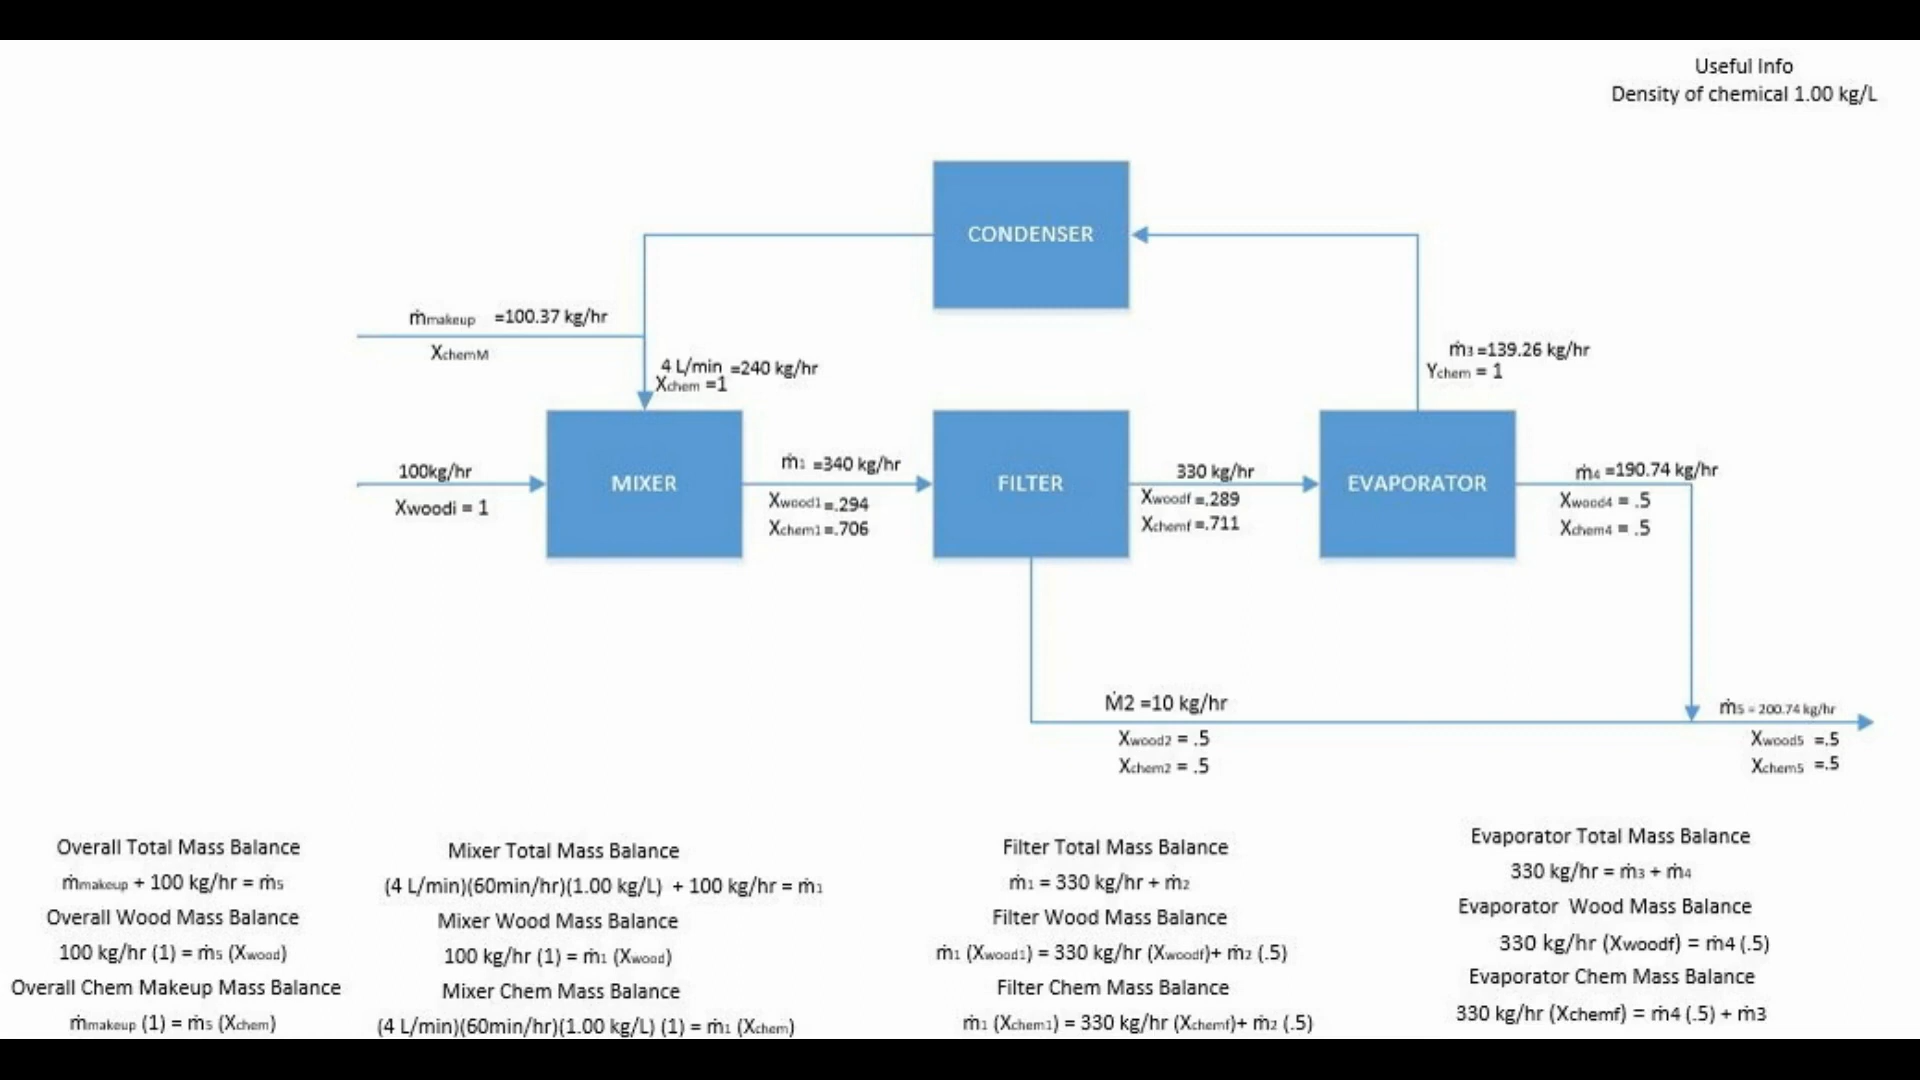 Useful Info
Density of chemical 1.00 kg/L
CONDENSER
ṁmakeup =100.37 kg/hr
XchemM
4 L/min =240 kg/hr
Xchem =1
ṁ3 =139.26 kg/hr
Ychem = 1
100kg/hr
Xwoodi = 1
MIXER
ṁ1 =340 kg/hr
Xwood1 =.294
Xchem1 =.706
FILTER
330 kg/hr
Xwoodf =.289
Xchemf =.711
EVAPORATOR
ṁ4 =190.74 kg/hr
Xwood4 = .5
Xchem4 = .5
Ṁ2 =10 kg/hr
Xwood2 = .5
Xchem2 = .5
ṁ5 = 200.74 kg/hr
Xwood5 =.5
Xchem5 =.5
Overall Total Mass Balance
ṁmakeup + 100 kg/hr = ṁ5
Overall Wood Mass Balance
100 kg/hr (1) = ṁ5 (Xwood)
Overall Chem Makeup Mass Balance
ṁmakeup (1) = ṁ5 (Xchem)
Mixer Total Mass Balance
(4 L/min)(60min/hr)(1.00 kg/L) + 100 kg/hr = ṁ1
Mixer Wood Mass Balance
100 kg/hr (1) = ṁ1 (Xwood)
Mixer Chem Mass Balance
(4 L/min)(60min/hr)(1.00 kg/L) (1) = ṁ1 (Xchem)
Filter Total Mass Balance
ṁ1 = 330 kg/hr + ṁ2
Filter Wood Mass Balance
ṁ1 (Xwood1) = 330 kg/hr (Xwoodf)+ ṁ2 (.5)
Filter Chem Mass Balance
ṁ1 (Xchem1) = 330 kg/hr (Xchemf)+ ṁ2 (.5)
Evaporator Total Mass Balance
330 kg/hr = ṁ3 + ṁ4
Evaporator Wood Mass Balance
330 kg/hr (Xwoodf) = ṁ4 (.5)
Evaporator Chem Mass Balance
330 kg/hr (Xchemf) = ṁ4 (.5) + ṁ3